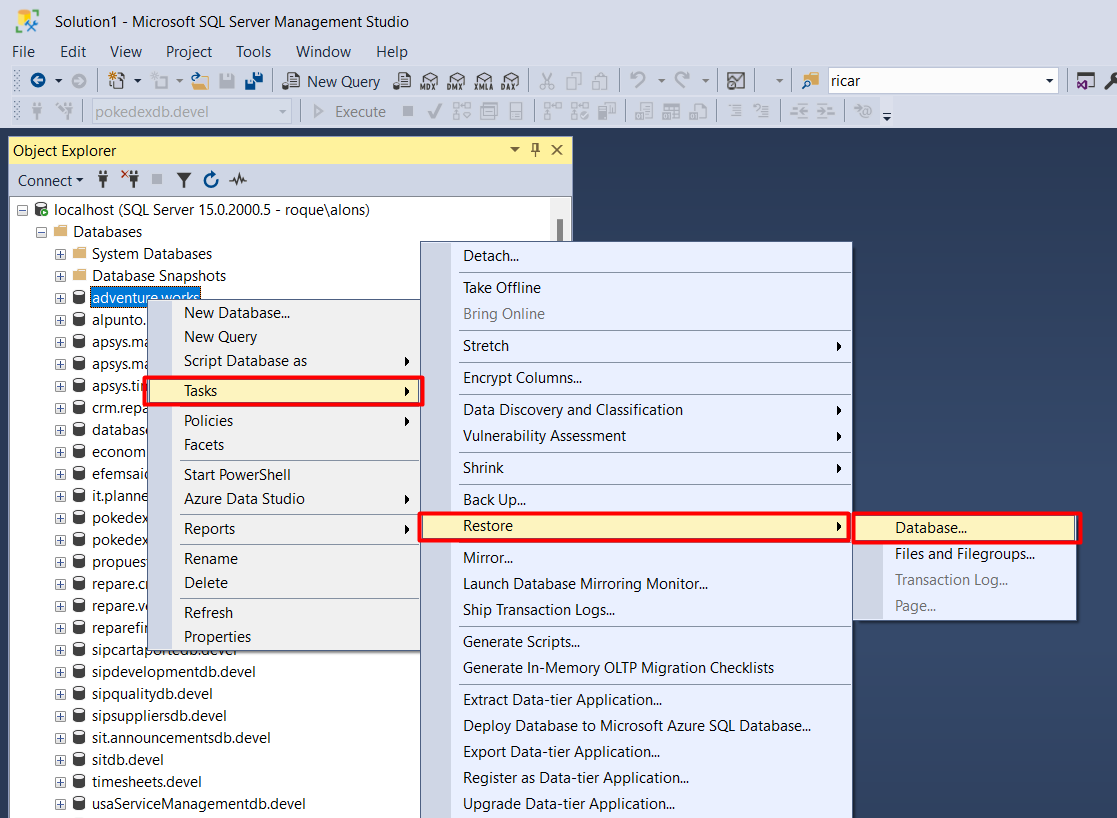 Solution1 - Microsoft SQL Server Management Studio
File Edit View Project Tools Window Help
New Query MDX DMX XMLA DAX ricar
pokedexdb.devel Execute
Object Explorer
Connect
localhost (SQL Server 15.0.2000.5 - roque\alons)
Databases
System Databases
Database Snapshots
adventure.works
alpunto.
apsys.ma
apsys.ma
apsys.tin
crm.repa
database
econom
efemsaid
it.planne
pokedex
pokedex
propuest
repare.cr
repare.ve
reparefin
sipcartaportedb.devel
sipdevelopmentdb.devel
sipqualitydb.devel
sipsuppliersdb.devel
sit.announcementsdb.devel
sitdb.devel
timesheets.devel
usaServiceManagementdb.devel
New Database...
New Query
Script Database as
Tasks
Policies
Facets
Start PowerShell
Azure Data Studio
Reports
Rename
Delete
Refresh
Properties
Detach...
Take Offline
Bring Online
Stretch
Encrypt Columns...
Data Discovery and Classification
Vulnerability Assessment
Shrink
Back Up...
Restore
Mirror...
Launch Database Mirroring Monitor...
Ship Transaction Logs...
Generate Scripts...
Generate In-Memory OLTP Migration Checklists
Extract Data-tier Application...
Deploy Database to Microsoft Azure SQL Database...
Export Data-tier Application...
Register as Data-tier Application...
Upgrade Data-tier Application...
Database...
Files and Filegroups...
Transaction Log...
Page...